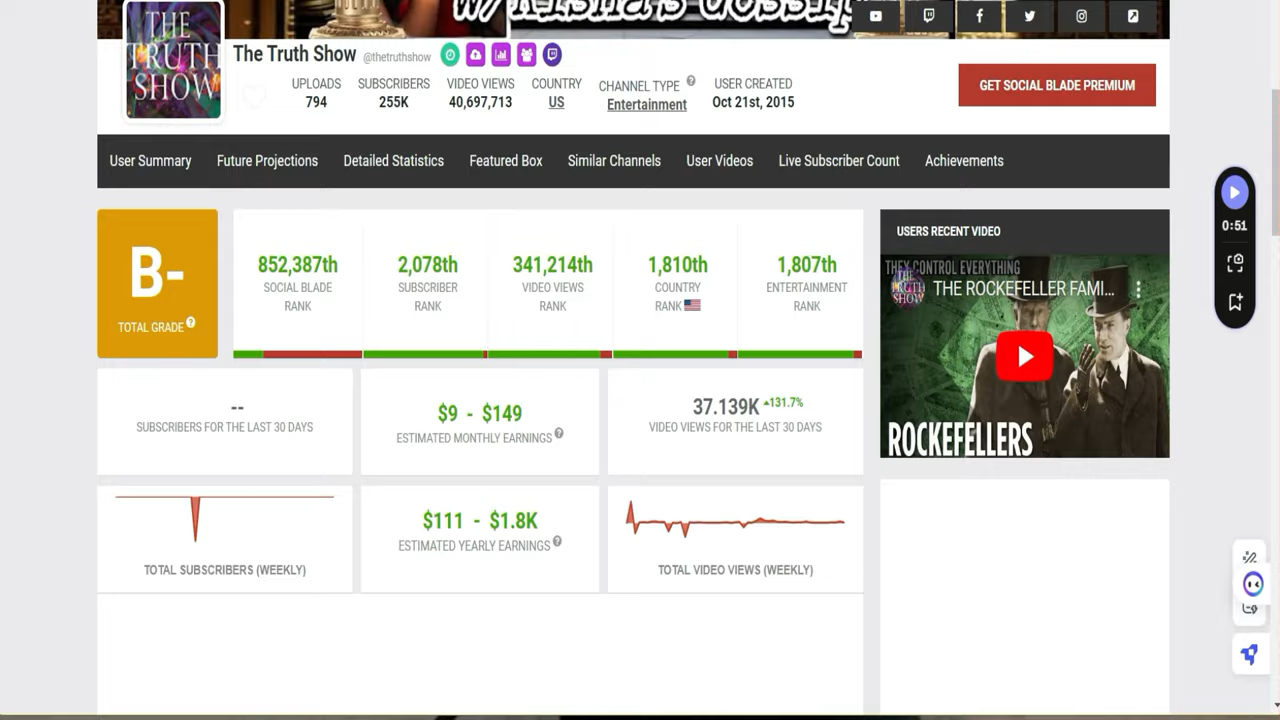 w/Kisha's Gossip
THE
TRUTH
SHOW
The Truth Show @thetruthshow
UPLOADS
794
SUBSCRIBERS
255K
VIDEO VIEWS
40,697,713
COUNTRY
US
CHANNEL TYPE
Entertainment
USER CREATED
Oct 21st, 2015
GET SOCIAL BLADE PREMIUM
User Summary Future Projections Detailed Statistics Featured Box Similar Channels User Videos Live Subscriber Count Achievements
B-
TOTAL GRADE
852,387th
SOCIAL BLADE
RANK
2,078th
SUBSCRIBER
RANK
341,214th
VIDEO VIEWS
RANK
1,810th
COUNTRY
RANK
1,807th
ENTERTAINMENT
RANK
USERS RECENT VIDEO
THEY CONTROL EVERYTHING
THE
TRUTH
SHOW
THE ROCKEFELLER FAMI...
ROCKEFELLERS
0:51
--
SUBSCRIBERS FOR THE LAST 30 DAYS
$9 - $149
ESTIMATED MONTHLY EARNINGS
37.139K 131.7%
VIDEO VIEWS FOR THE LAST 30 DAYS
TOTAL SUBSCRIBERS (WEEKLY)
$111 - $1.8K
ESTIMATED YEARLY EARNINGS
TOTAL VIDEO VIEWS (WEEKLY)